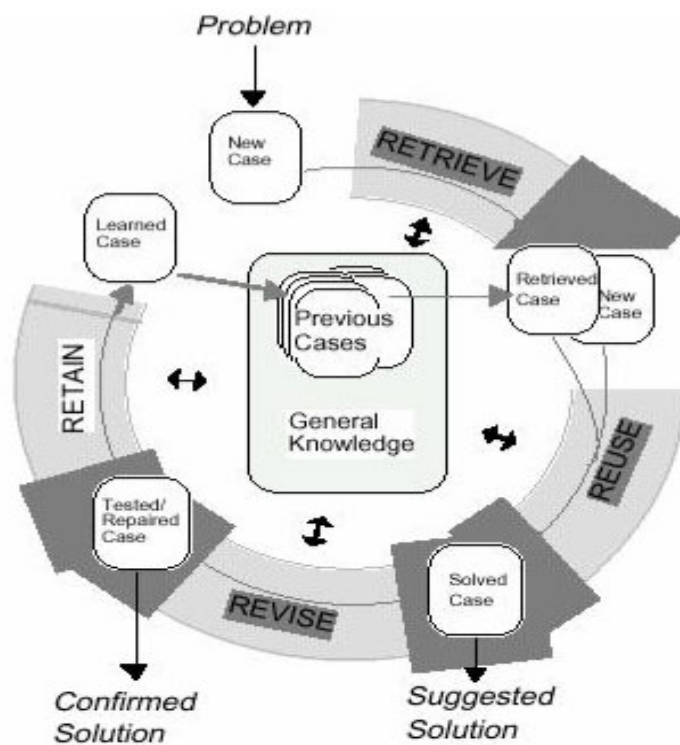 Problem
New
Case
RETRIEVE
Learned
Case
Retrieved
Case
New
Case
Previous
Cases
General
Knowledge
RETAIN
REUSE
Tested/
Repaired
Case
Solved
Case
REVISE
Confirmed
Solution
Suggested
Solution